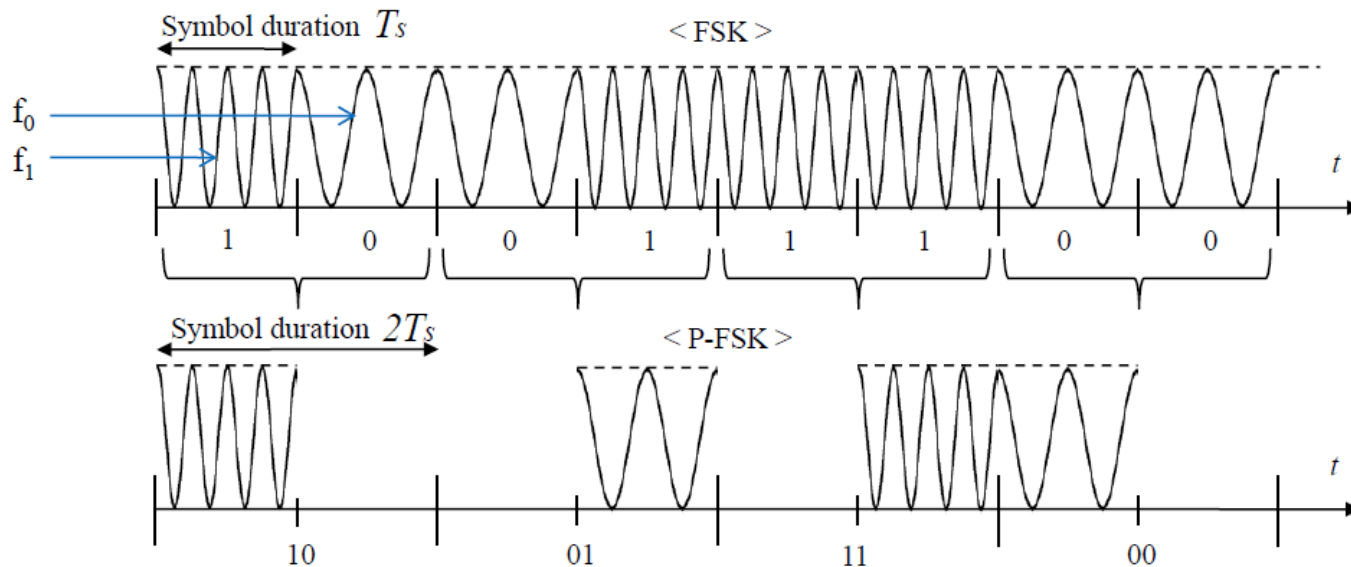 Symbol duration Ts
< FSK >
f0
f1
t
1 0 0 1 1 1 0 0
Symbol duration 2Ts
< P-FSK >
t
10 01 11 00